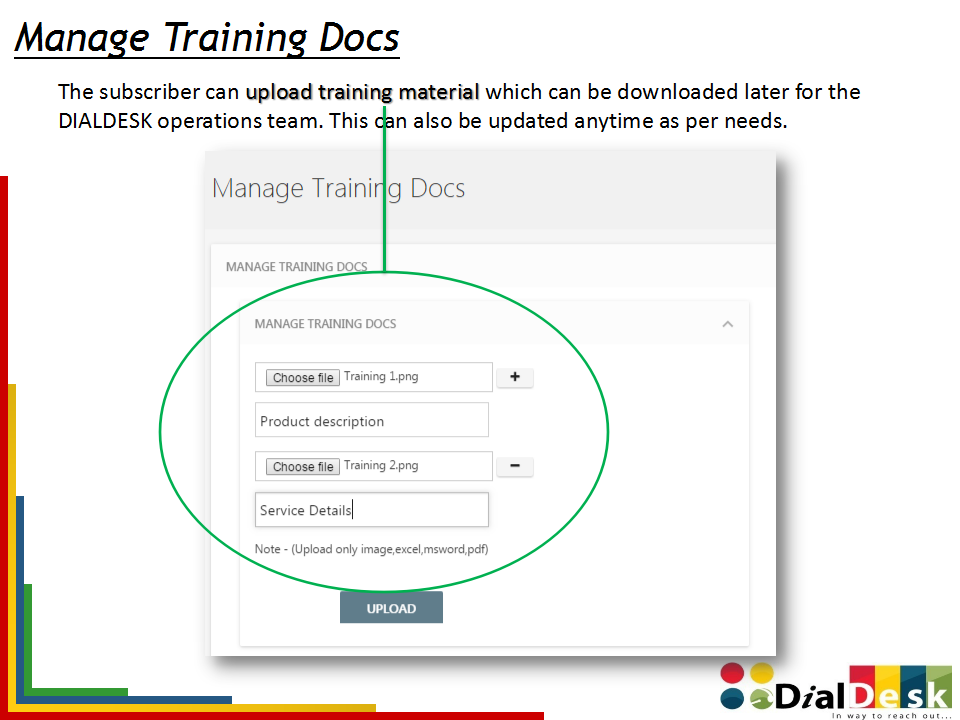 Manage Training Docs
The subscriber can upload training material which can be downloaded later for the
DIALDESK operations team. This can also be updated anytime as per needs.
Manage Training Docs
MANAGE TRAINING DOCS
MANAGE TRAINING DOCS
Choose file Training 1.png +
Product description
Choose file Training 2.png -
Service Details
Note - (Upload only image,excel,msword,pdf)
UPLOAD
DialDesk
In way to reach out...